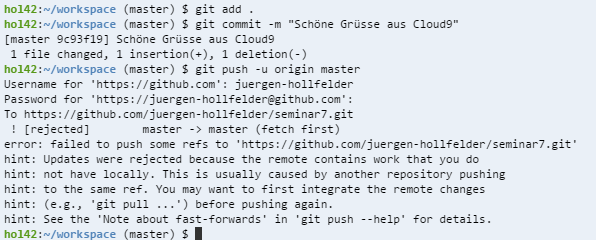 hol42:~/workspace (master) $ git add .
hol42:~/workspace (master) $ git commit -m "Schöne Grüsse aus Cloud9"
[master 9c93f19] Schöne Grüsse aus Cloud9
 1 file changed, 1 insertion(+), 1 deletion(-)
hol42:~/workspace (master) $ git push -u origin master
Username for 'https://github.com': juergen-hollfelder
Password for 'https://juergen-hollfelder@github.com':
To https://github.com/juergen-hollfelder/seminar7.git
 ! [rejected]        master -> master (fetch first)
error: failed to push some refs to 'https://github.com/juergen-hollfelder/seminar7.git'
hint: Updates were rejected because the remote contains work that you do
hint: not have locally. This is usually caused by another repository pushing
hint: to the same ref. You may want to first integrate the remote changes
hint: (e.g., 'git pull ...') before pushing again.
hint: See the 'Note about fast-forwards' in 'git push --help' for details.
hol42:~/workspace (master) $